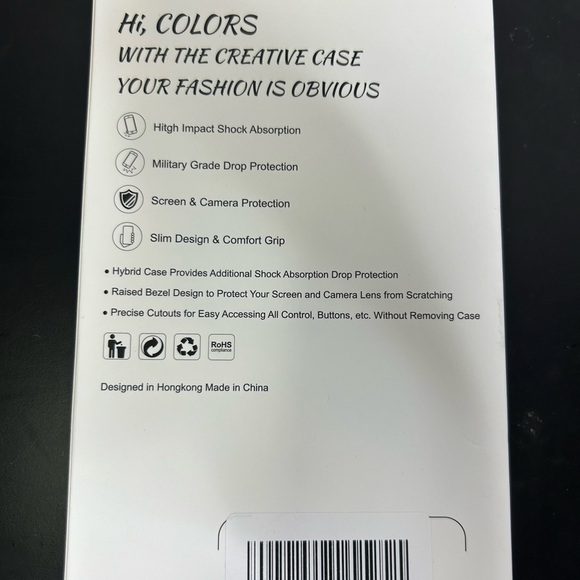 Hi, COLORS
WITH THE CREATIVE CASE
YOUR FASHION IS OBVIOUS
Hitgh Impact Shock Absorption
Military Grade Drop Protection
Screen & Camera Protection
Slim Design & Comfort Grip
• Hybrid Case Provides Additional Shock Absorption Drop Protection
• Raised Bezel Design to Protect Your Screen and Camera Lens from Scratching
• Precise Cutouts for Easy Accessing All Control, Buttons, etc. Without Removing Case
RoHS
compliance
Designed in Hongkong Made in China